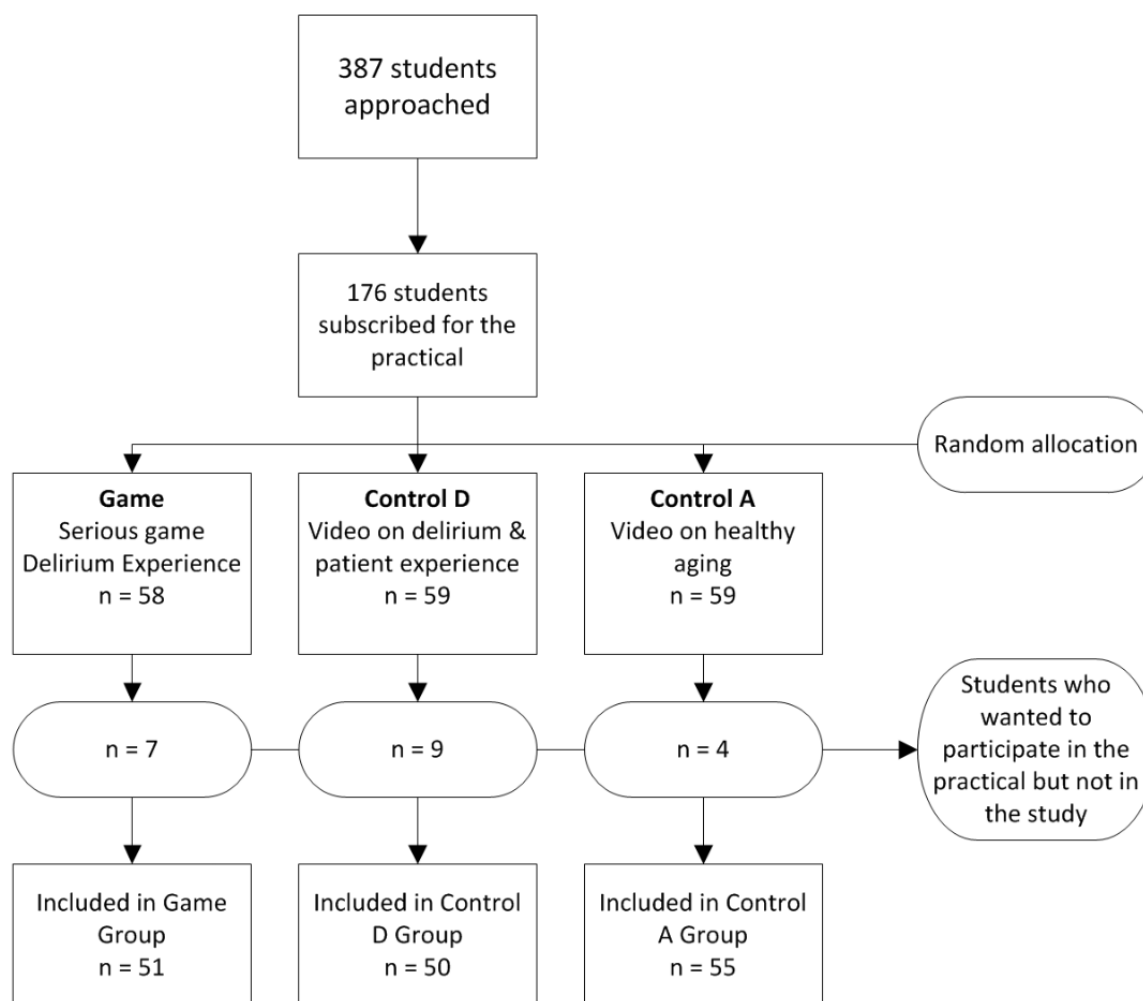 387 students
approached
176 students
subscribed for the
practical
Random allocation
Game
Serious game
Delirium Experience
n = 58
Control D
Video on delirium &
patient experience
n = 59
Control A
Video on healthy
aging
n = 59
n = 7
n = 9
n = 4
Students who
wanted to
participate in the
practical but not in
the study
Included in Game
Group
n = 51
Included in Control
D Group
n = 50
Included in Control
A Group
n = 55